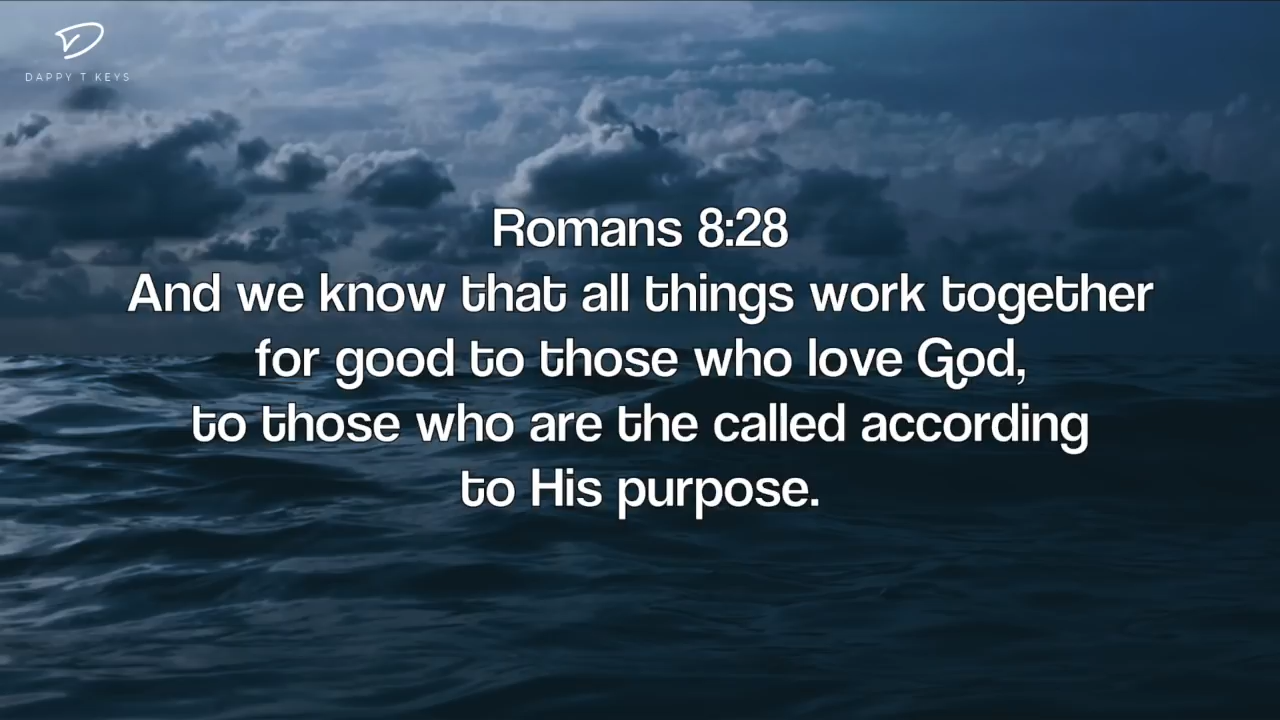 DAPPY T KEYS
Romans 8:28
And we know that all things work together
for good to those who love God,
to those who are the called according
to His purpose.